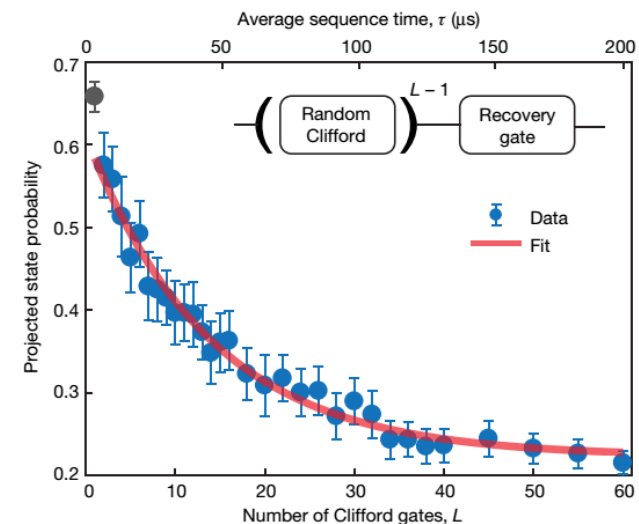 Average sequence time, τ (μs)
0 50 100 150 200
0.7
0.6
0.5
0.4
0.3
0.2
Projected state probability
( Random Clifford ) L – 1
Recovery gate
Data
Fit
0 10 20 30 40 50 60
Number of Clifford gates, L